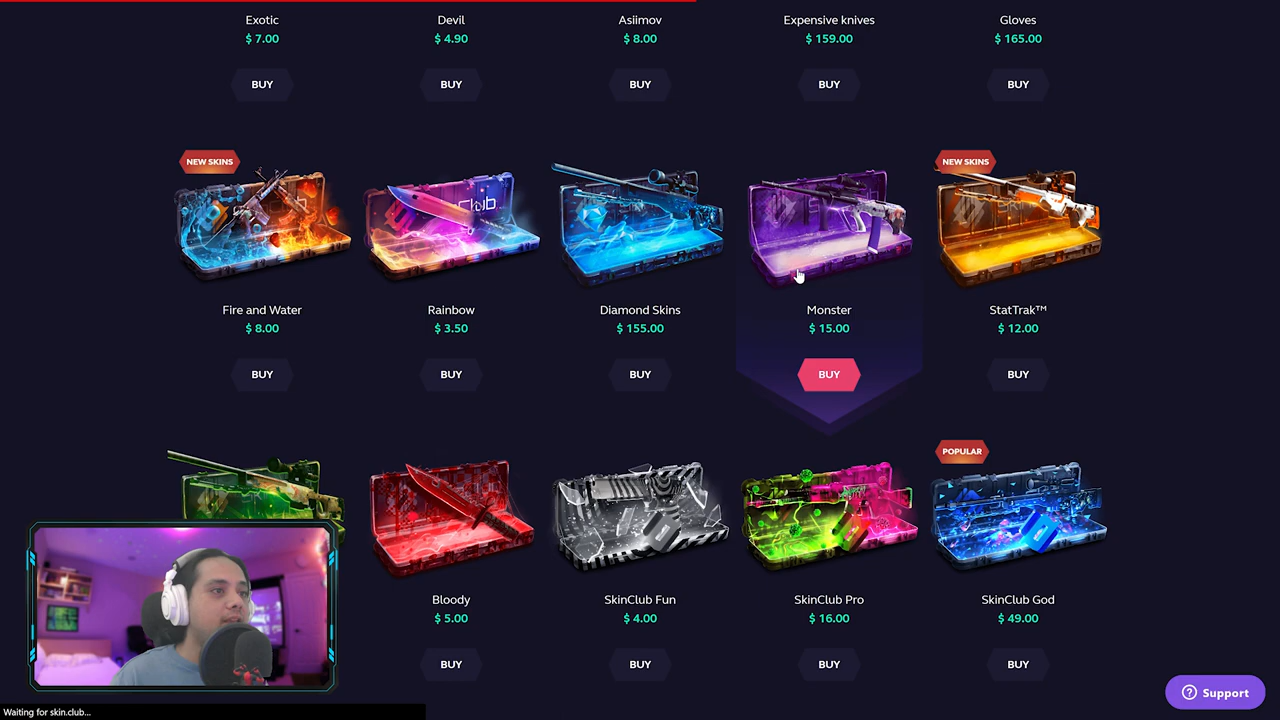 Exotic
$ 7.00
BUY
Devil
$ 4.90
BUY
Asiimov
$ 8.00
BUY
Expensive knives
$ 159.00
BUY
Gloves
$ 165.00
BUY
NEW SKINS
Fire and Water
$ 8.00
BUY
Club
Rainbow
$ 3.50
BUY
Diamond Skins
$ 155.00
BUY
Monster
$ 15.00
BUY
NEW SKINS
StatTrak™
$ 12.00
BUY
Bloody
$ 5.00
BUY
SkinClub Fun
$ 4.00
BUY
SkinClub Pro
$ 16.00
BUY
POPULAR
SkinClub God
$ 49.00
BUY
Support
Waiting for skin.club...